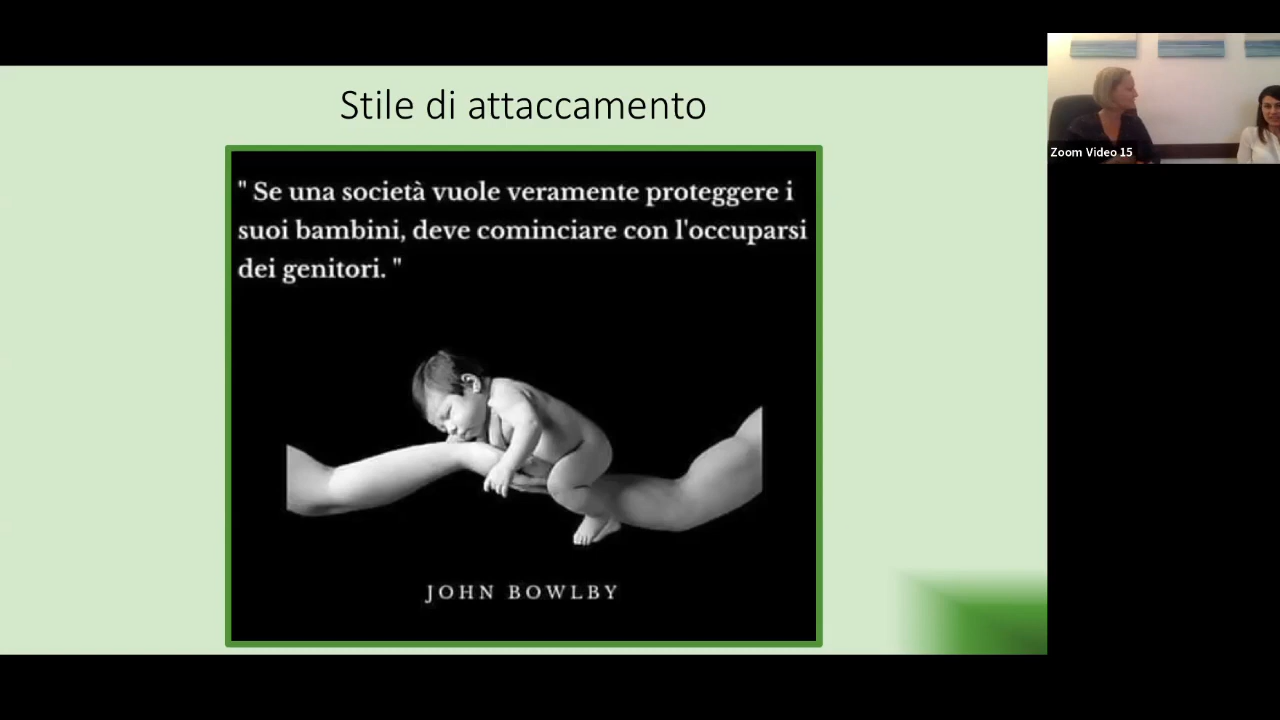 Stile di attaccamento
" Se una società vuole veramente proteggere i
suoi bambini, deve cominciare con l'occuparsi
dei genitori. "
JOHN BOWLBY
Zoom Video 15